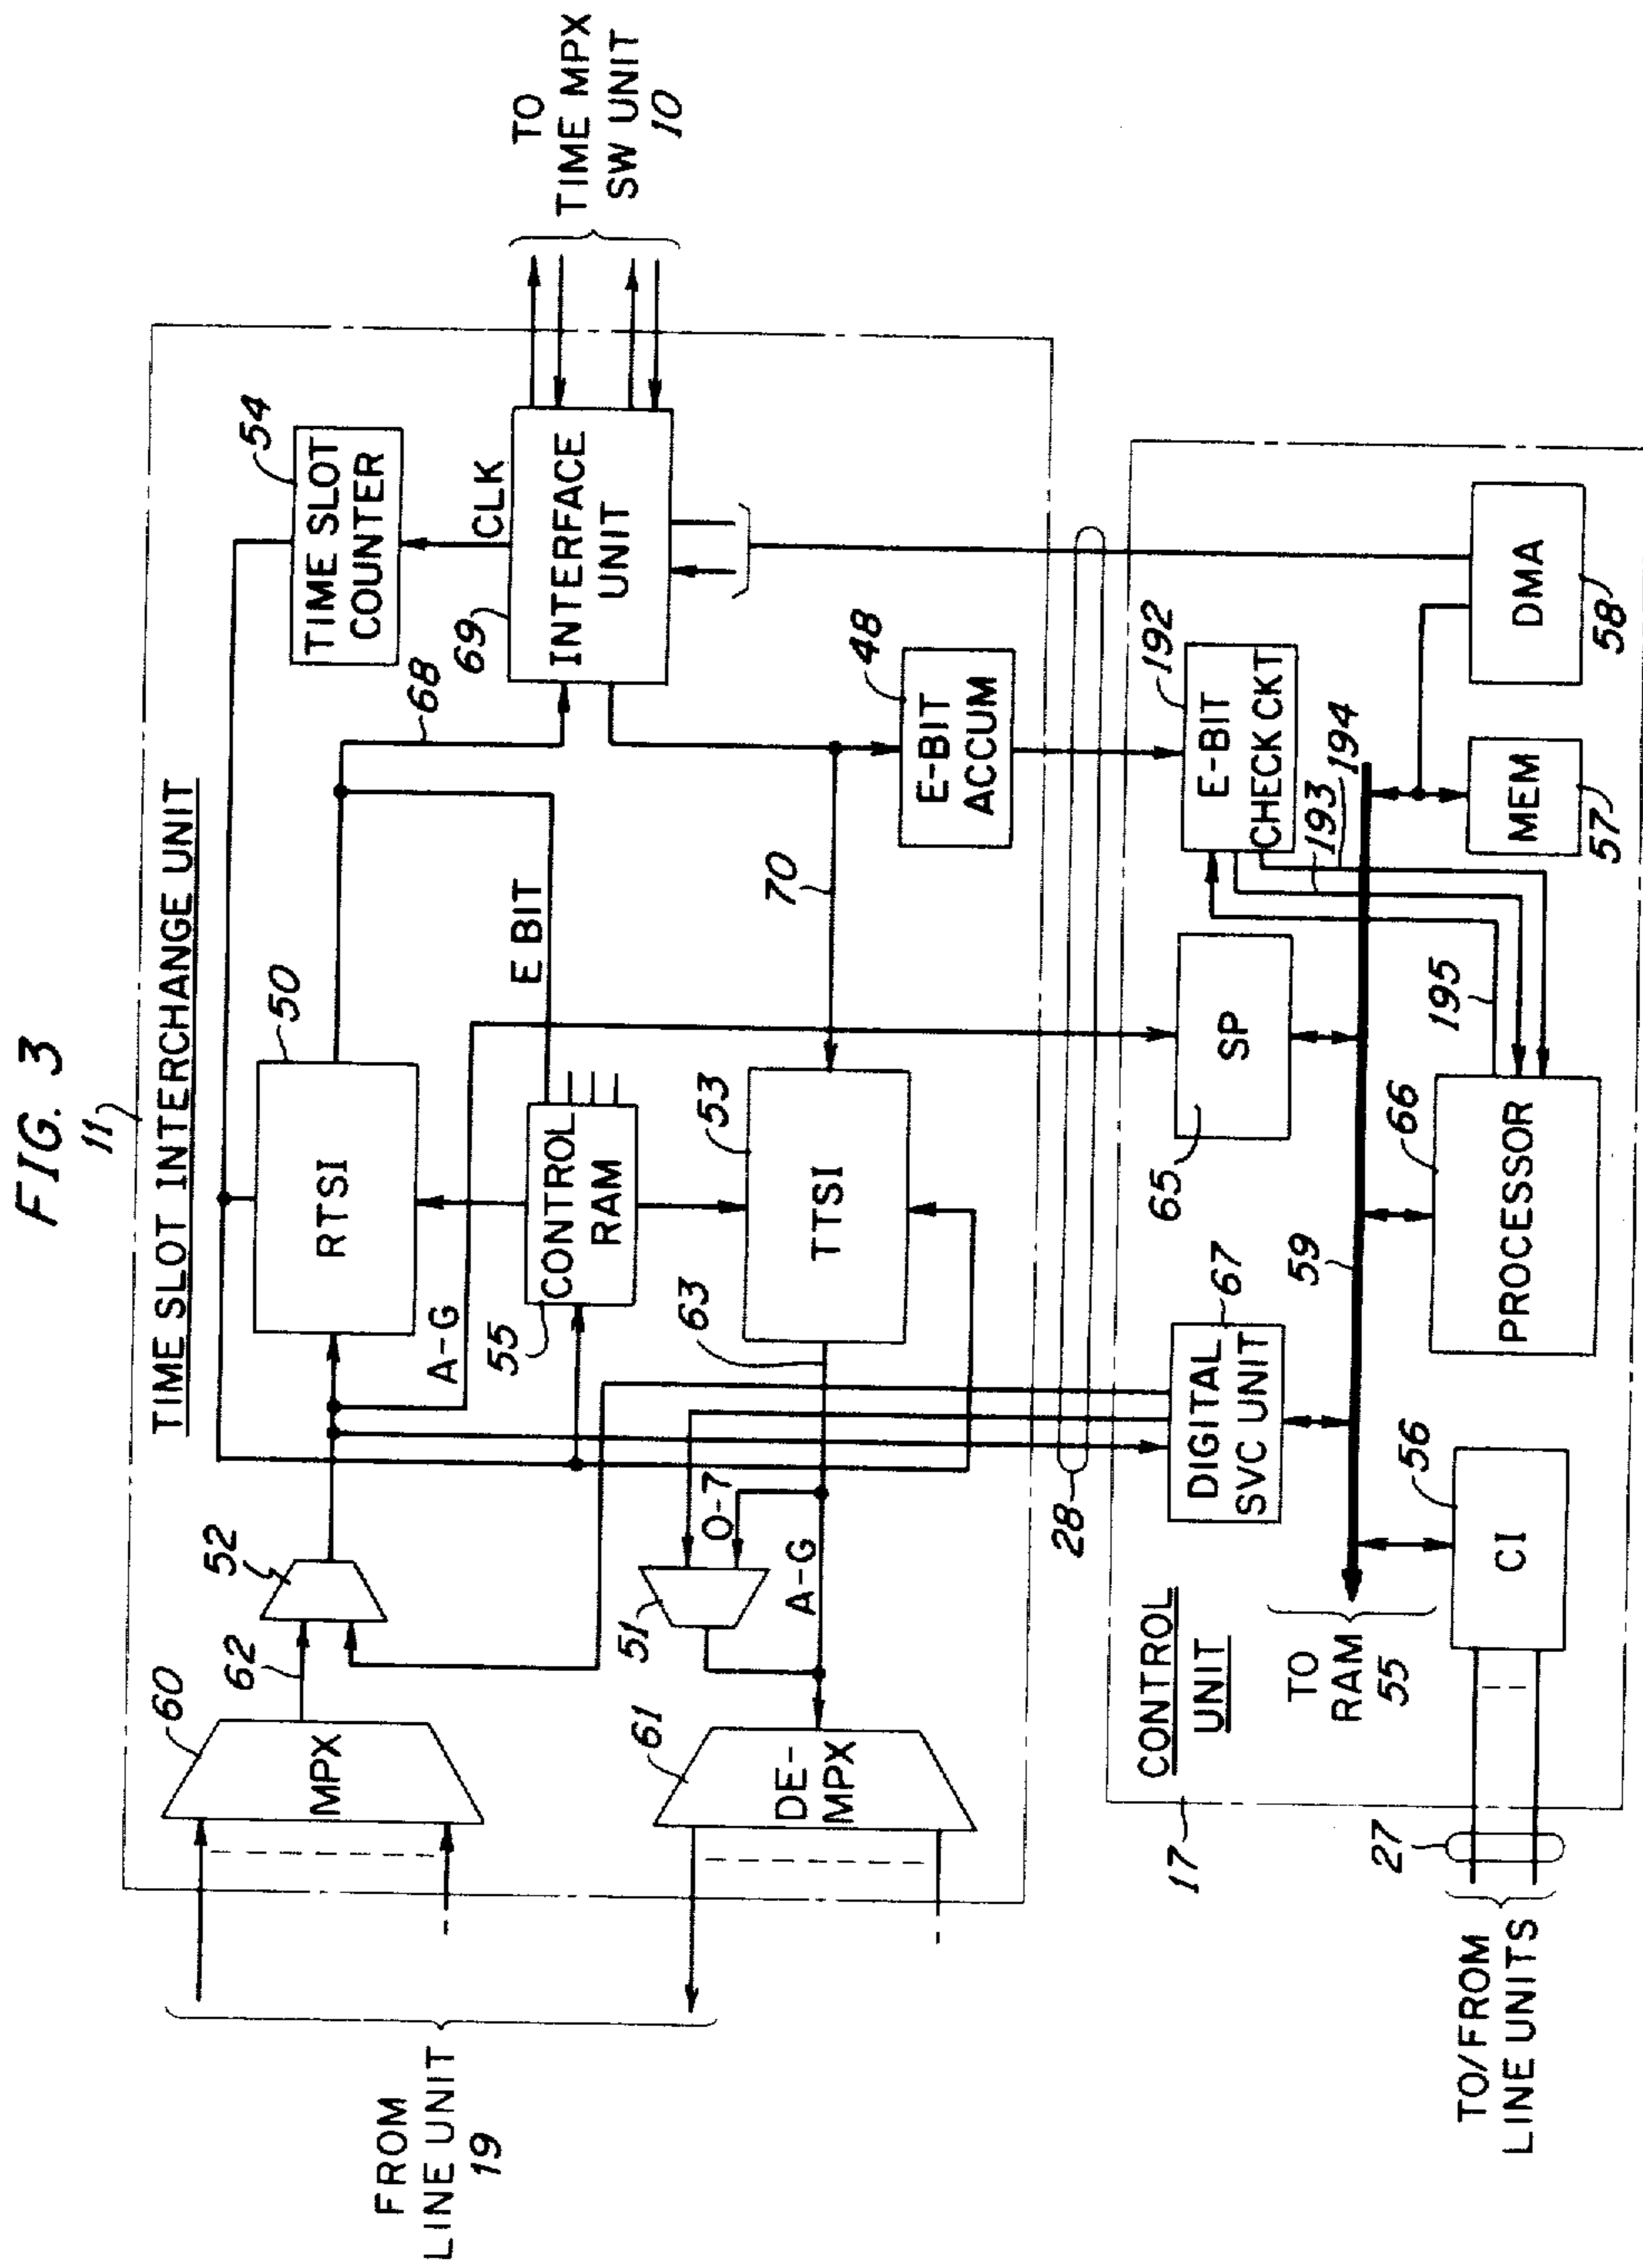 FIG. 3
11
TIME SLOT INTERCHANGE UNIT
FROM
LINE UNIT
19
60
MPX
62
52
A-G
RTSI
50
68
TIME SLOT
COUNTER
54
CLK
69
INTERFACE
UNIT
TO
TIME MPX
SW UNIT
10
55
CONTROL
RAM
E BIT
61
DE-
MPX
51
0-7
A-G
63
TTSI
53
70
E-BIT
ACCUM
48
28
17
CONTROL
UNIT
DIGITAL
SVC UNIT
67
65
SP
E-BIT
CHECK CKT
192
193
194
195
59
TO
RAM
55
CI
56
PROCESSOR
66
MEM
57
DMA
58
27
TO/FROM
LINE UNITS